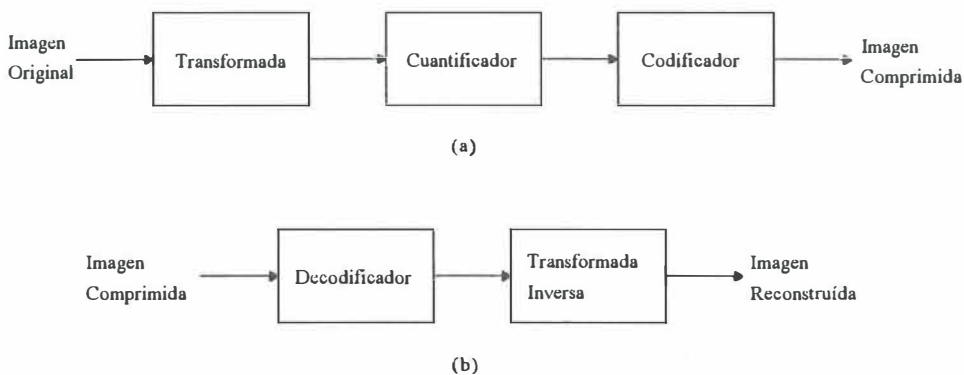 Imagen
Original
Transformada
Cuantificador
Codificador
Imagen
Comprimida
(a)
Imagen
Comprimida
Decodificador
Transformada
Inversa
Imagen
Reconstruída
(b)